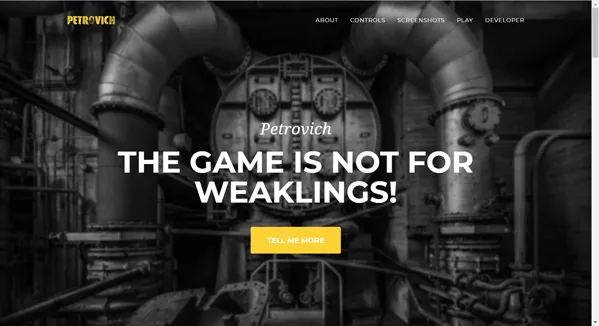 PETROVICH
ABOUT CONTROLS SCREENSHOTS PLAY DEVELOPER
Petrovich
THE GAME IS NOT FOR
WEAKLINGS!
TELL ME MORE